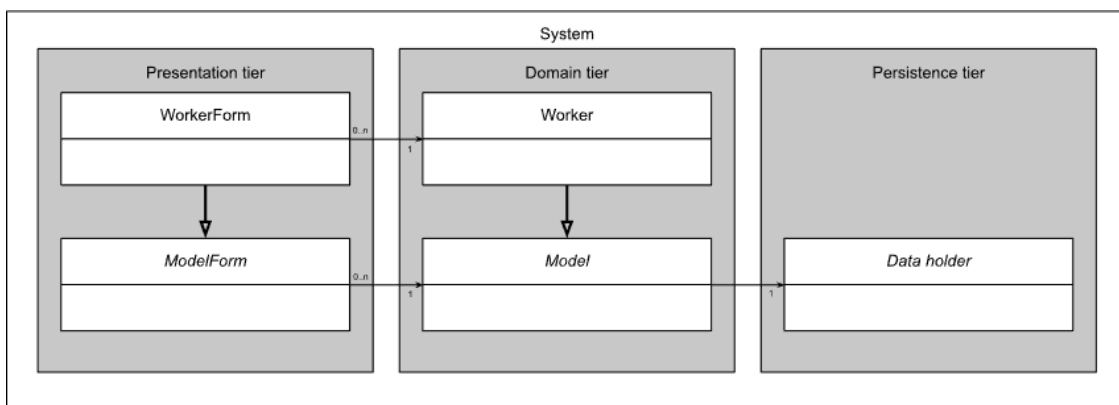 System
Presentation tier
Domain tier
Persistence tier
WorkerForm
Worker
0..n
1
ModelForm
Model
Data holder
0..n
1
1